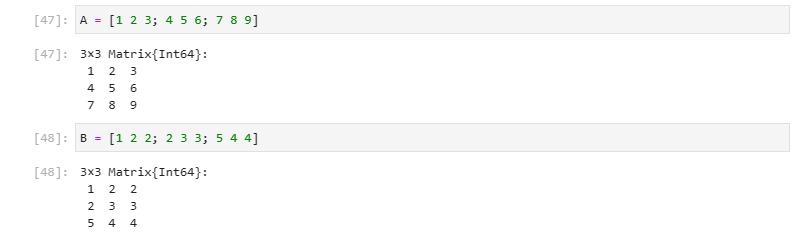 [47]: A = [1 2 3; 4 5 6; 7 8 9]
[47]: 3×3 Matrix{Int64}:
1 2 3
4 5 6
7 8 9
[48]: B = [1 2 2; 2 3 3; 5 4 4]
[48]: 3×3 Matrix{Int64}:
1 2 2
2 3 3
5 4 4